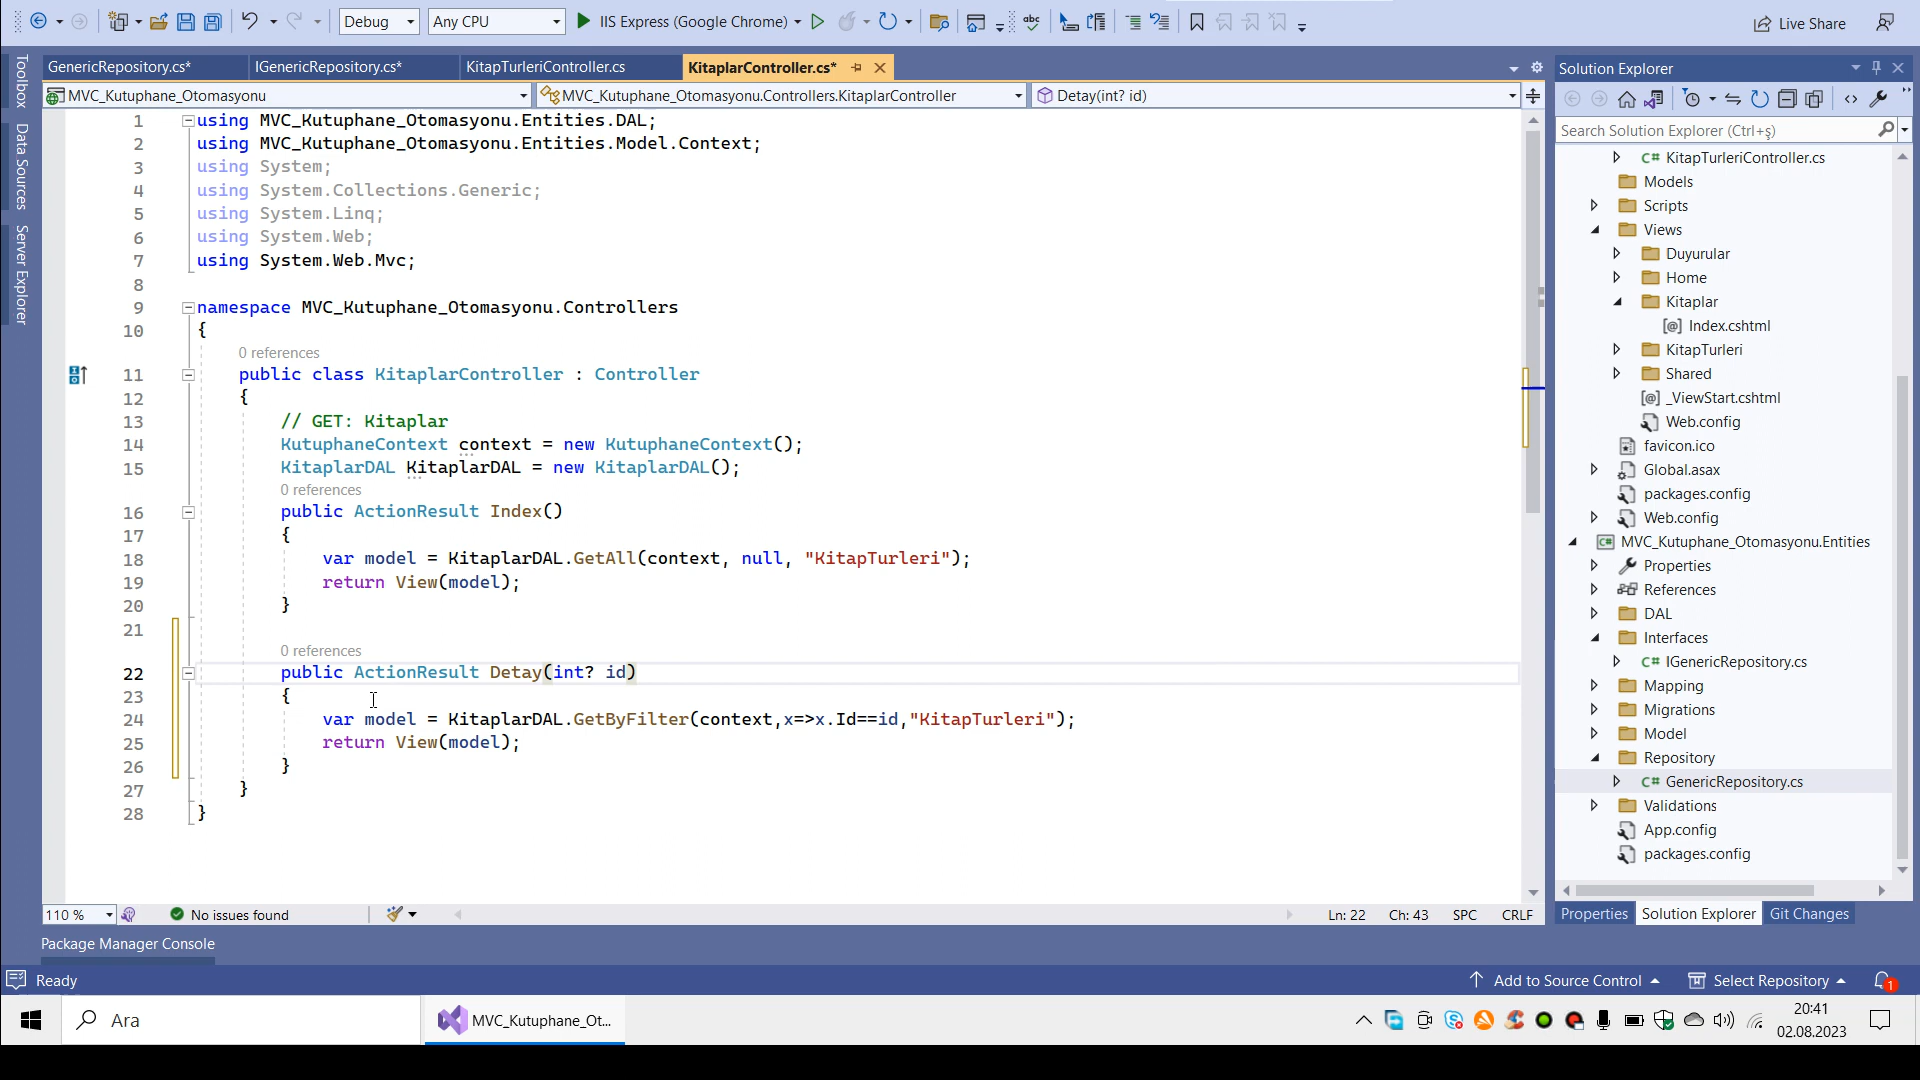 Debug
Any CPU
IIS Express (Google Chrome)
Live Share
GenericRepository.cs*
IGenericRepository.cs*
KitapTurleriController.cs
KitaplarController.cs*
Solution Explorer
MVC_Kutuphane_Otomasyonu
MVC_Kutuphane_Otomasyonu.Controllers.KitaplarController
Detay(int? id)
Toolbox
Data Sources
Server Explorer
1 using MVC_Kutuphane_Otomasyonu.Entities.DAL;
2 using MVC_Kutuphane_Otomasyonu.Entities.Model.Context;
3 using System;
4 using System.Collections.Generic;
5 using System.Linq;
6 using System.Web;
7 using System.Web.Mvc;
8
9 namespace MVC_Kutuphane_Otomasyonu.Controllers
10 {
0 references
11 public class KitaplarController : Controller
12 {
13 // GET: Kitaplar
14 KutuphaneContext context = new KutuphaneContext();
15 KitaplarDAL KitaplarDAL = new KitaplarDAL();
0 references
16 public ActionResult Index()
17 {
18 var model = KitaplarDAL.GetAll(context, null, "KitapTurleri");
19 return View(model);
20 }
21
0 references
22 public ActionResult Detay(int? id)
23 {
24 var model = KitaplarDAL.GetByFilter(context,x=>x.Id==id,"KitapTurleri");
25 return View(model);
26 }
27 }
28 }
Search Solution Explorer (Ctrl+ş)
C# KitapTurleriController.cs
Models
Scripts
Views
Duyurular
Home
Kitaplar
[@] Index.cshtml
KitapTurleri
Shared
[@] _ViewStart.cshtml
Web.config
favicon.ico
Global.asax
packages.config
Web.config
C# MVC_Kutuphane_Otomasyonu.Entities
Properties
References
DAL
Interfaces
C# IGenericRepository.cs
Mapping
Migrations
Model
Repository
C# GenericRepository.cs
Validations
App.config
packages.config
110 %
No issues found
Ln: 22
Ch: 43
SPC
CRLF
Properties
Solution Explorer
Git Changes
Package Manager Console
Ready
Add to Source Control
Select Repository
1
Ara
MVC_Kutuphane_Ot...
20:41
02.08.2023